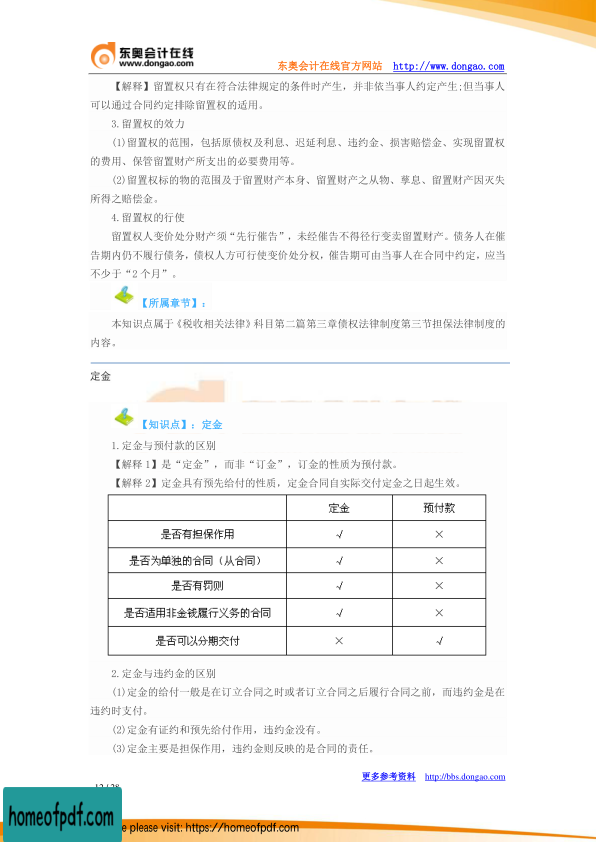 东奥会计在线
www.dongao.com
东奥会计在线官方网站 http://www.dongao.com
【解释】留置权只有在符合法律规定的条件时产生，并非依当事人约定产生;但当事人
可以通过合同约定排除留置权的适用。
3.留置权的效力
(1)留置权的范围，包括原债权及利息、迟延利息、违约金、损害赔偿金、实现留置权
的费用、保管留置财产所支出的必要费用等。
(2)留置权标的物的范围及于留置财产本身、留置财产之从物、孳息、留置财产因灭失
所得之赔偿金。
4.留置权的行使
留置权人变价处分财产须“先行催告”，未经催告不得径行变卖留置财产。债务人在催
告期内仍不履行债务，债权人方可行使变价处分权，催告期可由当事人在合同中约定，应当
不少于“2个月”。
【所属章节】：
本知识点属于《税收相关法律》科目第二篇第三章债权法律制度第三节担保法律制度的
内容。
定金
【知识点】：定金
1.定金与预付款的区别
【解释1】是“定金”，而非“订金”，订金的性质为预付款。
【解释2】定金具有预先给付的性质，定金合同自实际交付定金之日起生效。
定金 预付款
是否有担保作用 √ ×
是否为单独的合同（从合同） √ ×
是否有罚则 √ ×
是否适用非金钱履行义务的合同 √ ×
是否可以分期交付 × √
2.定金与违约金的区别
(1)定金的给付一般是在订立合同之时或者订立合同之后履行合同之前，而违约金是在
违约时支付。
(2)定金有证约和预先给付作用，违约金没有。
(3)定金主要是担保作用，违约金则反映的是合同的责任。
更多参考资料 http://bbs.dongao.com
homeofpdf.com
please visit: https://homeofpdf.com